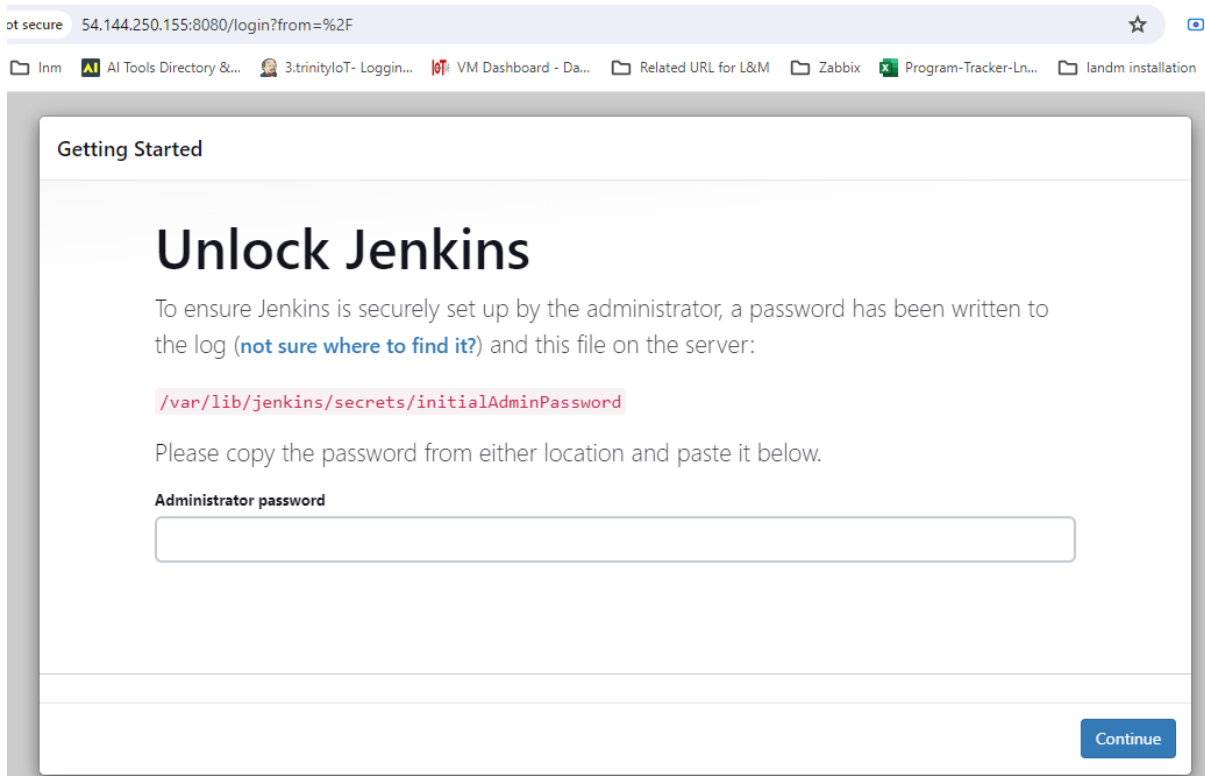 ot secure 54.144.250.155:8080/login?from=%2F
lnm AI AI Tools Directory &... 3.trinityIoT- Loggin... VM Dashboard - Da... Related URL for L&M Zabbix Program-Tracker-Ln... landm installation
Getting Started
Unlock Jenkins
To ensure Jenkins is securely set up by the administrator, a password has been written to
the log (not sure where to find it?) and this file on the server:
/var/lib/jenkins/secrets/initialAdminPassword
Please copy the password from either location and paste it below.
Administrator password
Continue